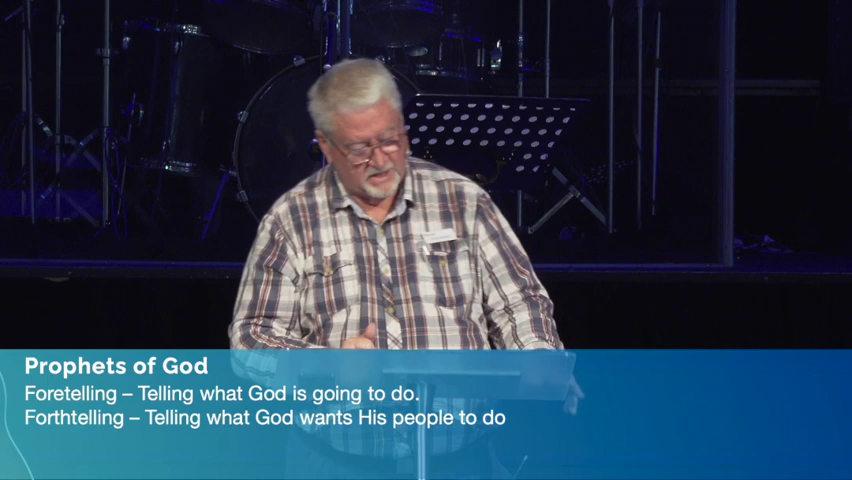 Prophets of God
Foretelling – Telling what God is going to do.
Forthtelling – Telling what God wants His people to do